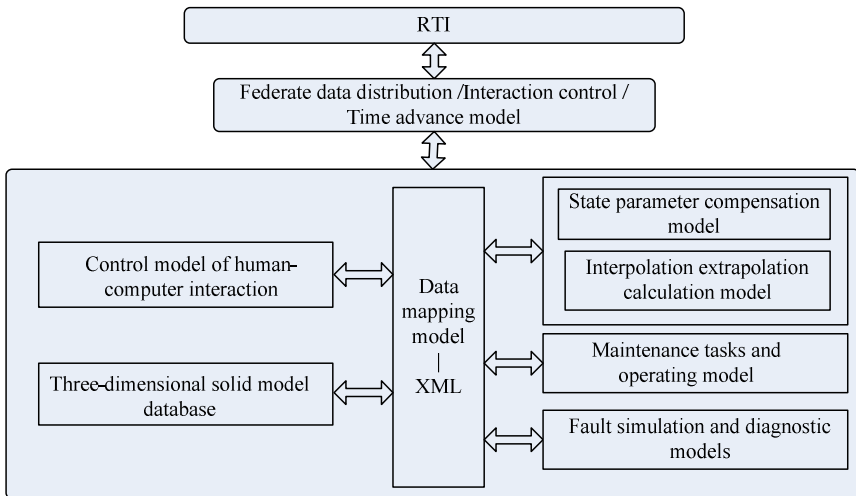 RTI
Federate data distribution /Interaction control /
Time advance model
Control model of human-
computer interaction
Three-dimensional solid model
database
Data
mapping
model
|
XML
State parameter compensation
model
Interpolation extrapolation
calculation model
Maintenance tasks and
operating model
Fault simulation and diagnostic
models